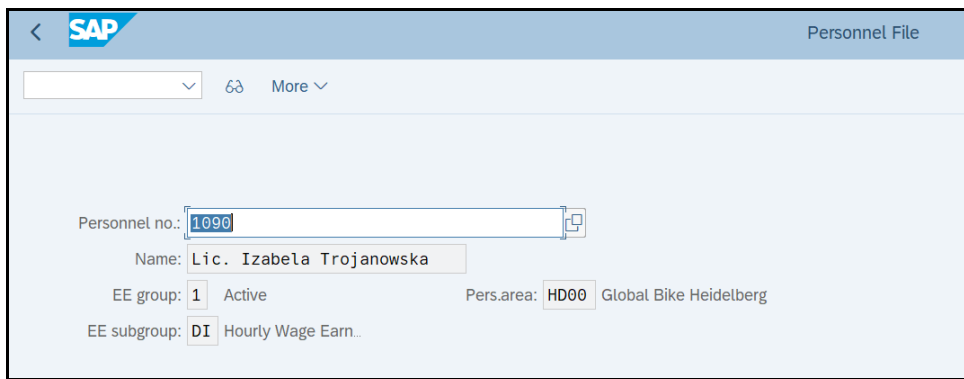 SAP Personnel File
More
Personnel no.: 1090
Name: Lic. Izabela Trojanowska
EE group: 1 Active Pers.area: HD00 Global Bike Heidelberg
EE subgroup: DI Hourly Wage Earn...